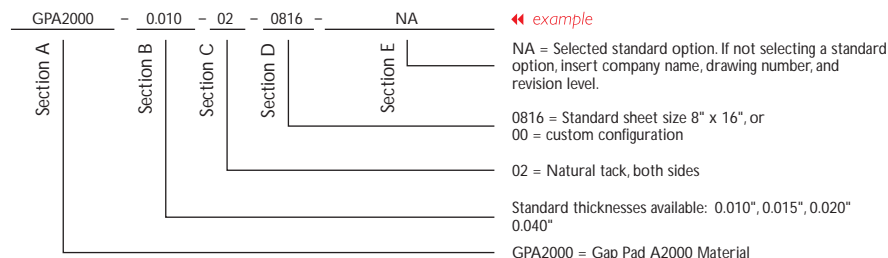 GPA2000 – 0.010 – 02 – 0816 – NA
example
Section A
Section B
Section C
Section D
Section E
NA = Selected standard option. If not selecting a standard
option, insert company name, drawing number, and
revision level.
0816 = Standard sheet size 8" x 16", or
00 = custom configuration
02 = Natural tack, both sides
Standard thicknesses available: 0.010", 0.015", 0.020"
0.040"
GPA2000 = Gap Pad A2000 Material